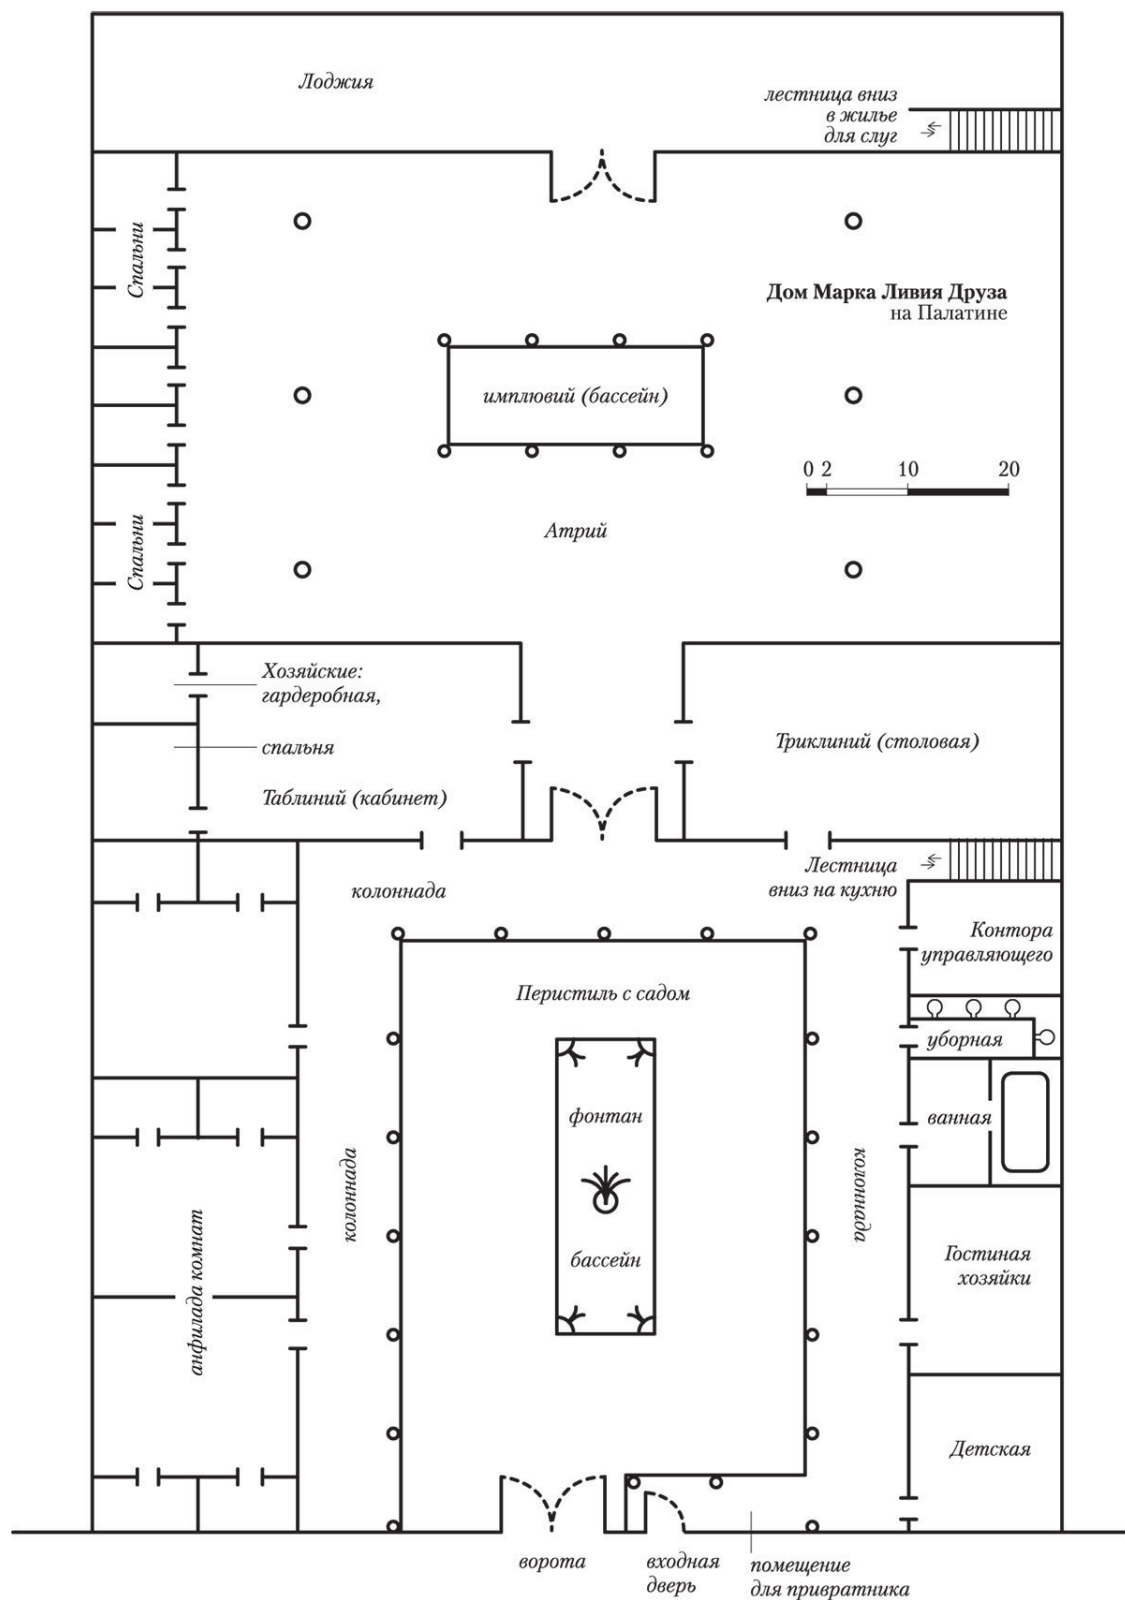 Лоджия
лестница вниз
в жилье
для слуг
Спальни
Дом Марка Ливия Друза
на Палатине
имплювий (бассейн)
0 2 10 20
Атрий
Спальни
Хозяйские:
гардеробная,
спальня
Таблиний (кабинет)
Триклиний (столовая)
колоннада
Лестница
вниз на кухню
Контора
управляющего
Перистиль с садом
уборная
фонтан
ванная
колоннада
колоннада
бассейн
Гостиная
хозяйки
анфилада комнат
Детская
ворота
входная
дверь
помещение
для привратника